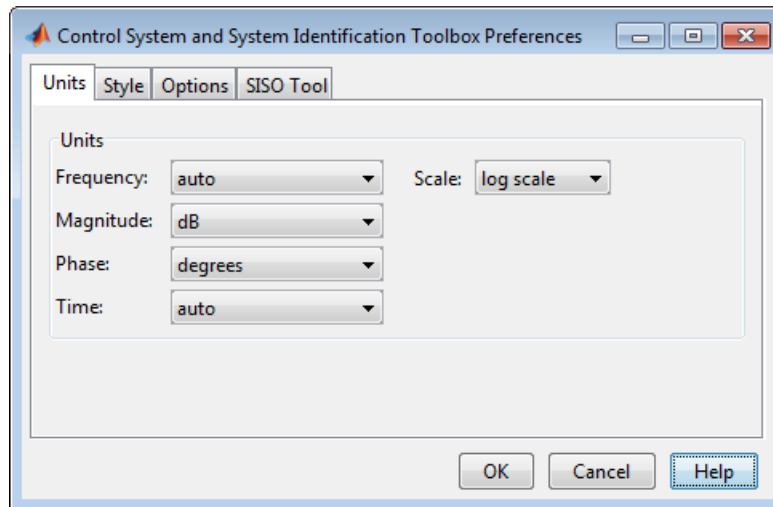 Control System and System Identification Toolbox Preferences
Units Style Options SISO Tool
Units
Frequency: auto Scale: log scale
Magnitude: dB
Phase: degrees
Time: auto
OK Cancel Help